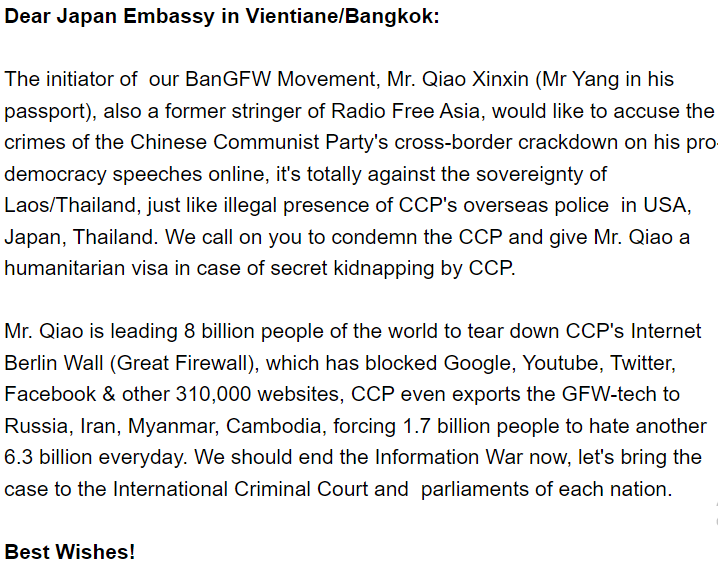 Dear Japan Embassy in Vientiane/Bangkok:
The initiator of  our BanGFW Movement, Mr. Qiao Xinxin (Mr Yang in his
passport), also a former stringer of Radio Free Asia, would like to accuse the
crimes of the Chinese Communist Party's cross-border crackdown on his pro-
democracy speeches online, it's totally against the sovereignty of
Laos/Thailand, just like illegal presence of CCP's overseas police  in USA,
Japan, Thailand. We call on you to condemn the CCP and give Mr. Qiao a
humanitarian visa in case of secret kidnapping by CCP.
Mr. Qiao is leading 8 billion people of the world to tear down CCP's Internet
Berlin Wall (Great Firewall), which has blocked Google, Youtube, Twitter,
Facebook & other 310,000 websites, CCP even exports the GFW-tech to
Russia, Iran, Myanmar, Cambodia, forcing 1.7 billion people to hate another
6.3 billion everyday. We should end the Information War now, let's bring the
case to the International Criminal Court and  parliaments of each nation.
Best Wishes!